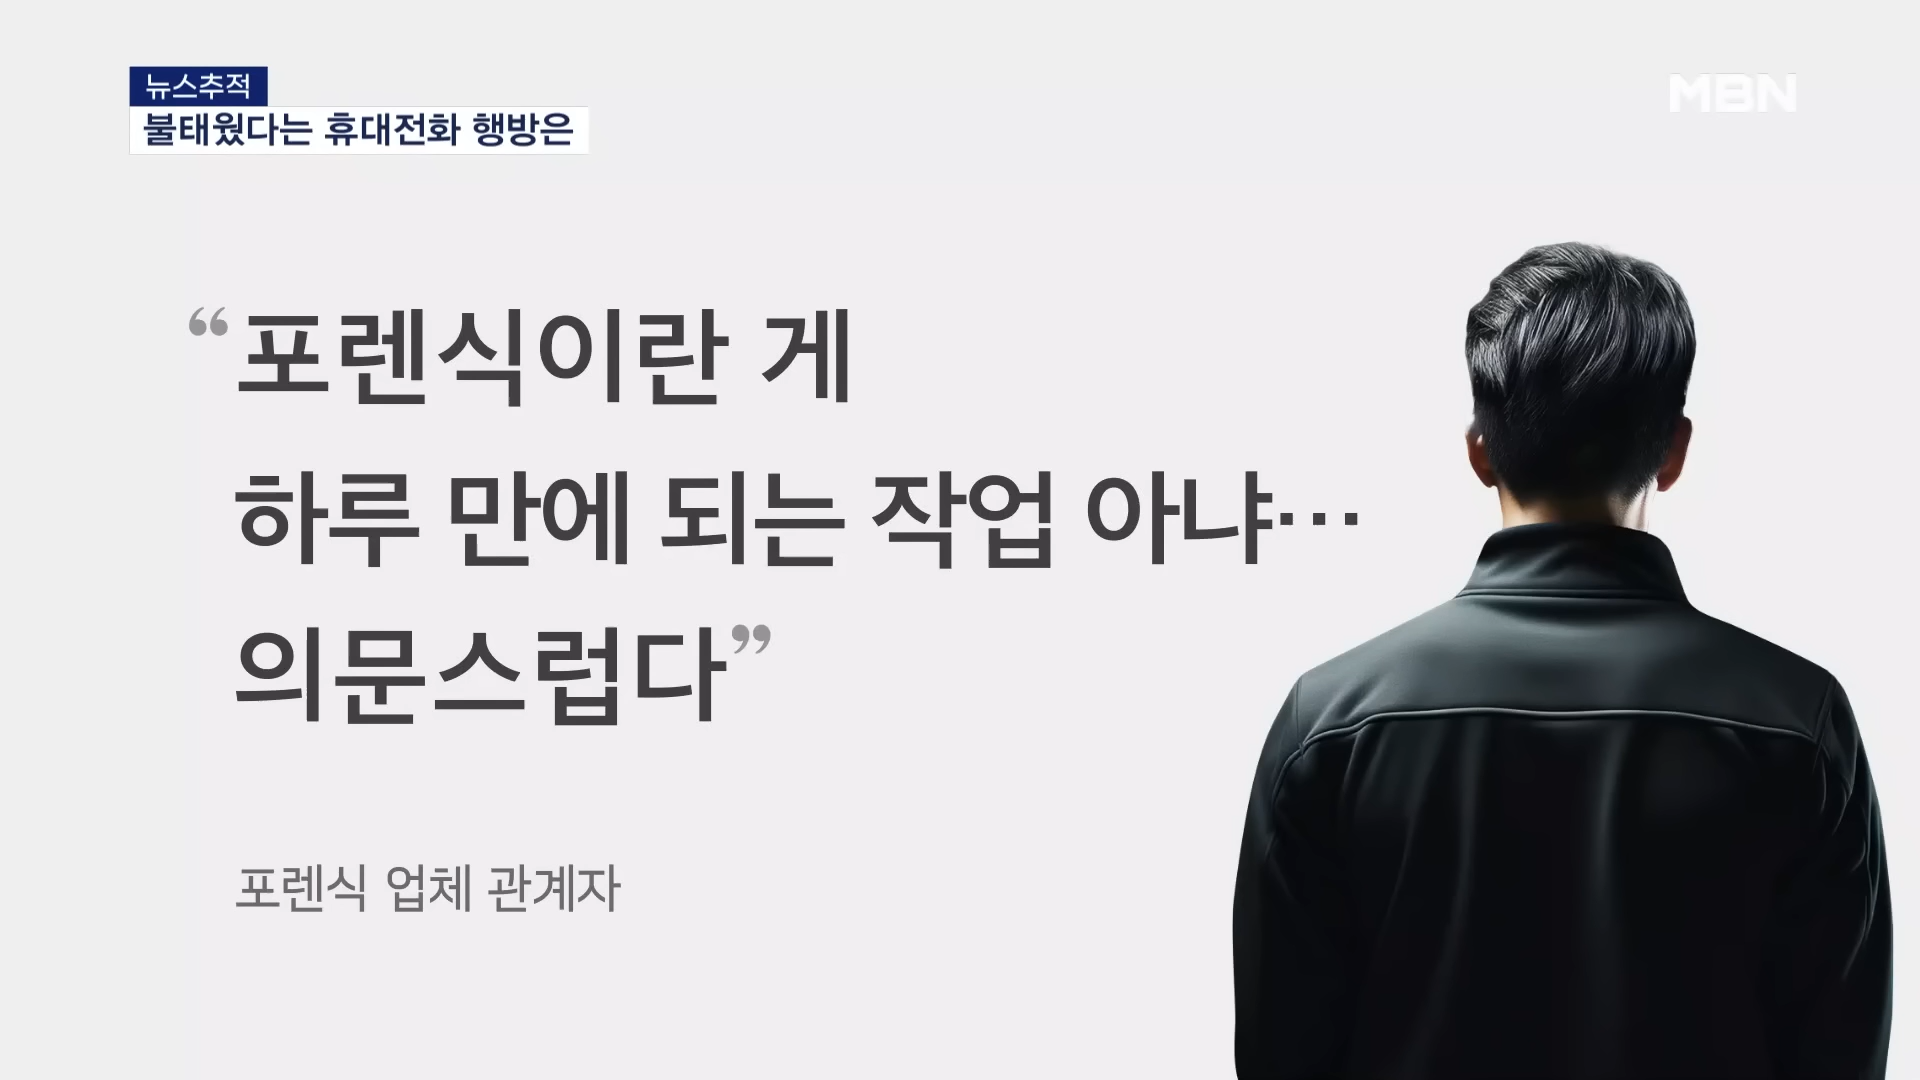 뉴스추적
MBN
불태웠다는 휴대전화 행방은
“포렌식이란 게
하루 만에 되는 작업 아냐…
의문스럽다”
포렌식 업체 관계자